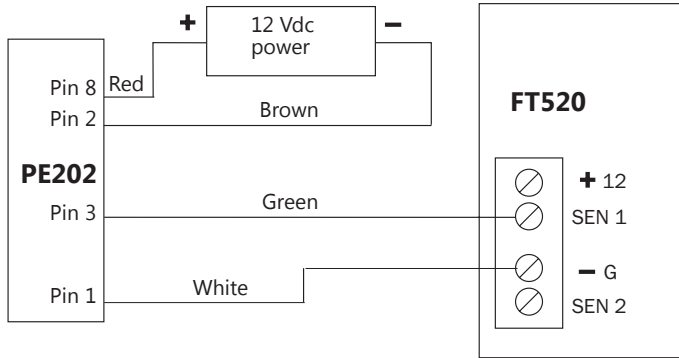 + 12 Vdc −
power
Pin 8 Red
Pin 2 Brown
PE202
Pin 3 Green
Pin 1 White
FT520
+ 12
SEN 1
− G
SEN 2